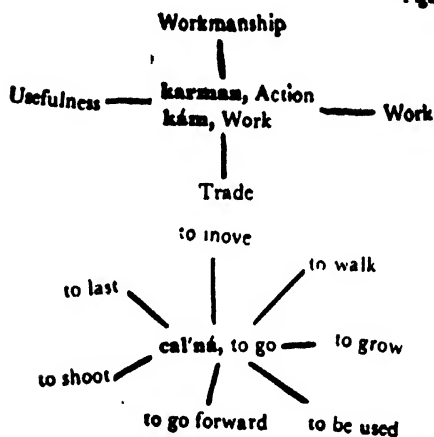 Workmanship
Usefulness karman, Action
kám, Work Work
Trade
to move
to last to walk
cal'ná, to go to grow
to shoot
to go forward to be used